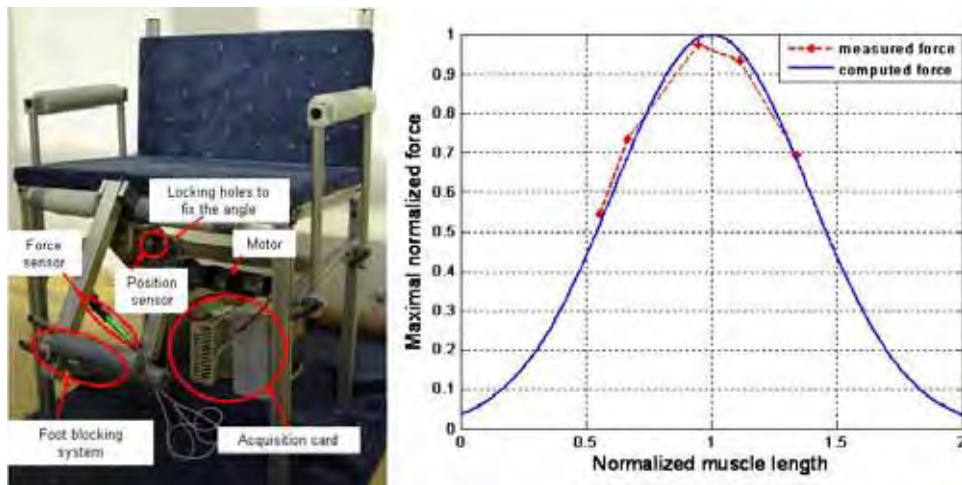 Locking holes to
fix the angle
Force
sensor
Motor
Position
sensor
Foot blocking
system
Acquisition card
measured force
computed force
Maximal normalized force
1
0.9
0.8
0.7
0.6
0.5
0.4
0.3
0.2
0.1
0
0
0.5
1
1.5
2
Normalized muscle length